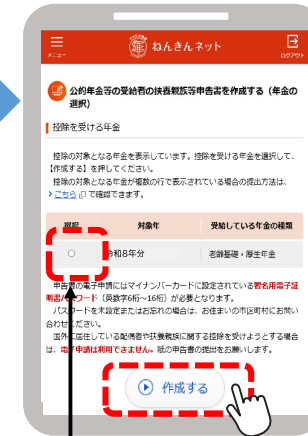 メニュー
ねんきんネット
ログアウト
公的年金等の受給者の扶養親族等申告書を作成する（年金の
選択）
控除を受ける年金
控除の対象となる年金を表示しています。控除を受ける年金を選択して、
【作成する】を押してください。
控除の対象となる年金が複数の行で表示されている場合の提出方法は、
こちら で確認できます。
選択 対象年 受給している年金の種類
令和8年分 老齢基礎・厚生年金
申告書の電子申請にはマイナンバーカードに設定されている署名用電子証
明書パスワード（英数字6桁～16桁）が必要となります。
パスワードを未設定またはお忘れの場合は、お住まいの市区町村にお問い
合わせください。
国外に居住している配偶者や扶養親族に関する控除を受けようとする場合
は、電子申請は利用できません。紙の申告書の提出をお願いします。
作成する